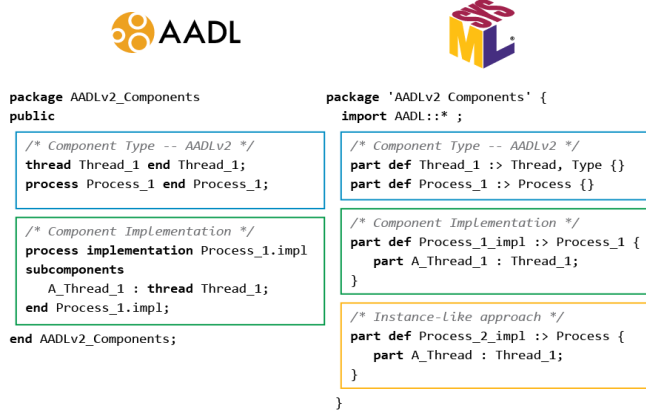 AADL
package AADLv2_Components
public
/* Component Type -- AADLv2 */
thread Thread_1 end Thread_1;
process Process_1 end Process_1;
/* Component Implementation */
process implementation Process_1.impl
subcomponents
A_Thread_1 : thread Thread_1;
end Process_1.impl;
end AADLv2_Components;
SYS
ML
package 'AADLv2 Components' {
import AADL::* ;
/* Component Type -- AADLv2 */
part def Thread_1 :> Thread, Type {}
part def Process_1 :> Process {}
/* Component Implementation */
part def Process_1_impl :> Process_1 {
part A_Thread_1 : Thread_1;
}
/* Instance-like approach */
part def Process_2_impl :> Process {
part A_Thread : Thread_1;
}
}